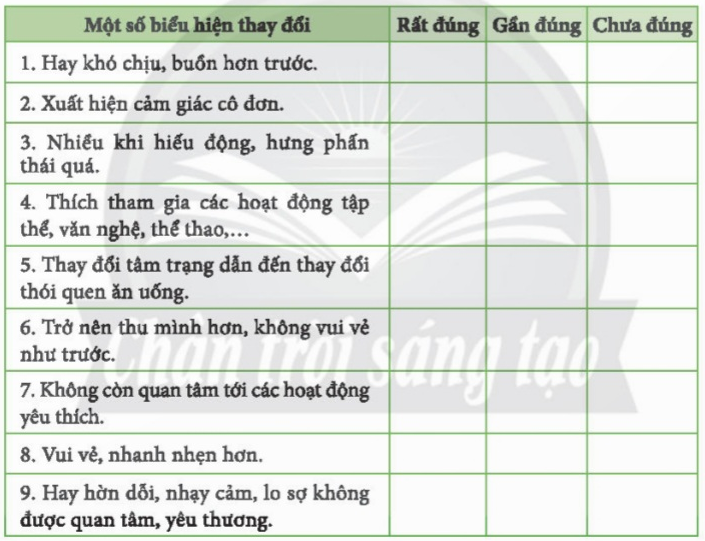 Một số biểu hiện thay đổi Rất đúng Gần đúng Chưa đúng
1. Hay khó chịu, buồn hơn trước.
2. Xuất hiện cảm giác cô đơn.
3. Nhiều khi hiếu động, hưng phấn
thái quá.
4. Thích tham gia các hoạt động tập
thể, văn nghệ, thể thao,...
5. Thay đổi tâm trạng dẫn đến thay đổi
thói quen ăn uống.
6. Trở nên thu mình hơn, không vui vẻ
như trước.
Chân trời sáng tạo
7. Không còn quan tâm tới các hoạt động
yêu thích.
8. Vui vẻ, nhanh nhẹn hơn.
9. Hay hờn dỗi, nhạy cảm, lo sợ không
được quan tâm, yêu thương.